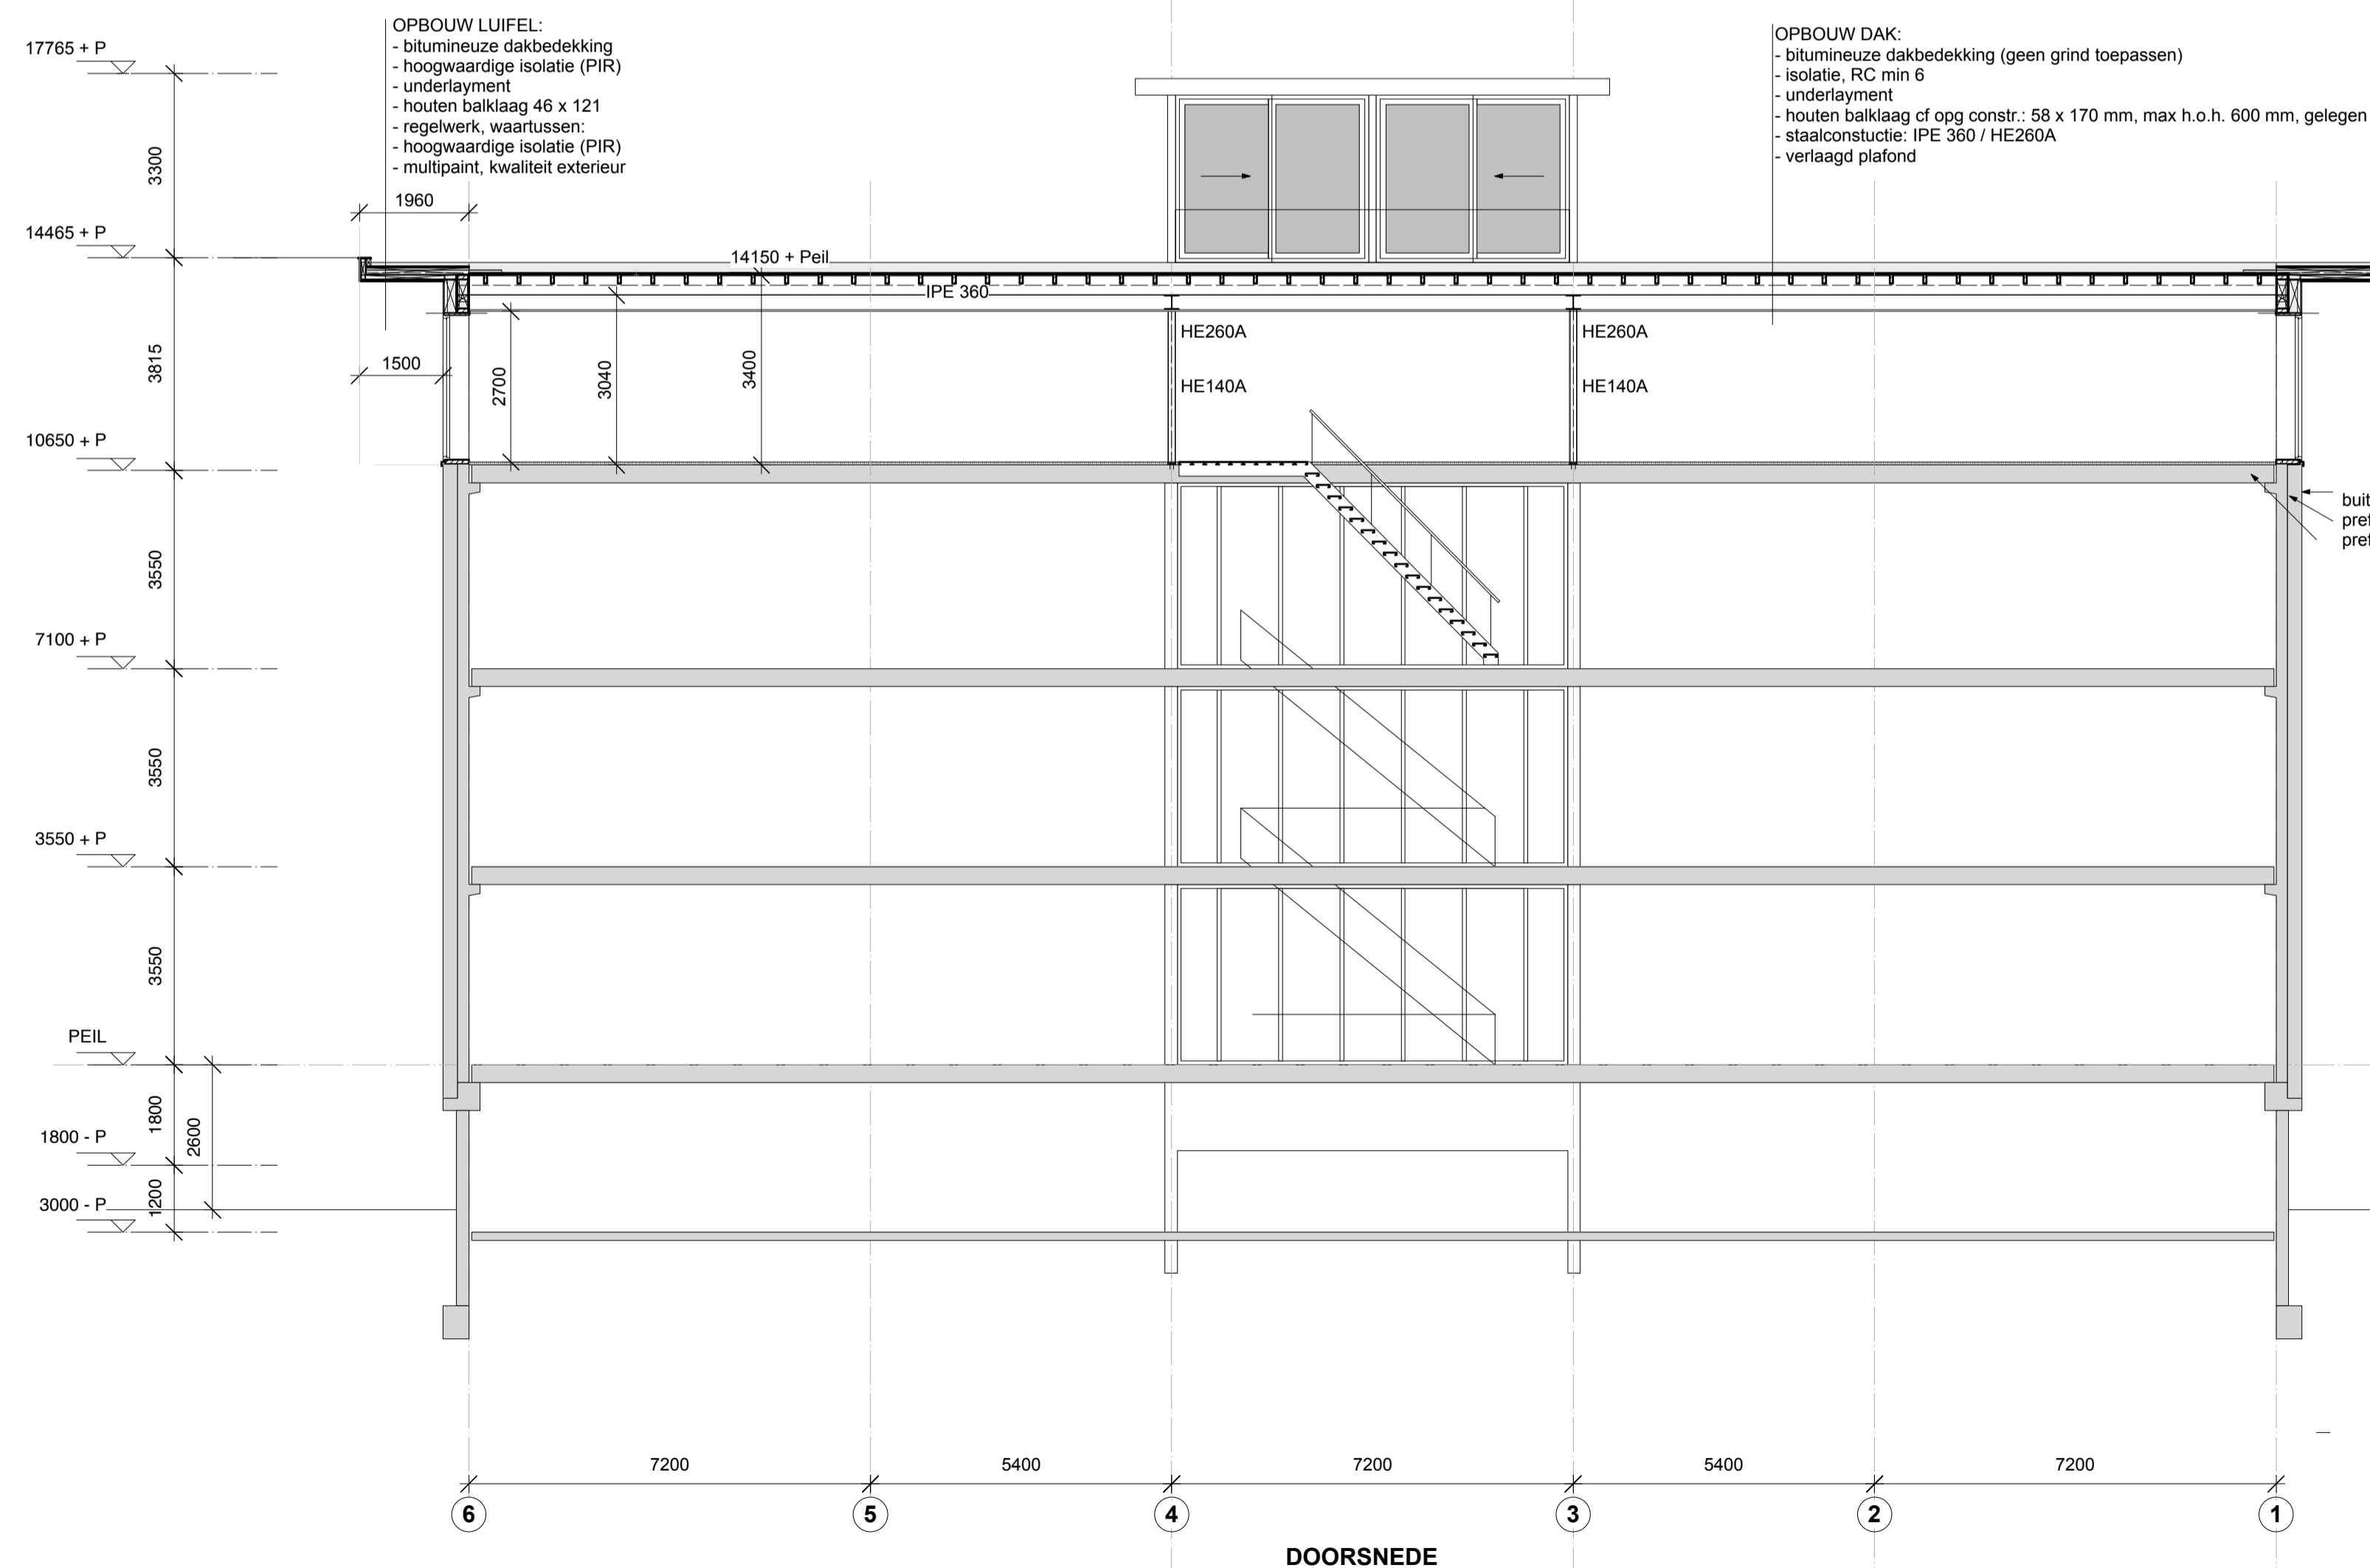 OPBOUW LUIFEL:
- bitumineuze dakbedekking
- hoogwaardige isolatie (PIR)
- underlayment
- houten balklaag 46 x 121
- regelwerk, waartussen:
- hoogwaardige isolatie (PIR)
- multipaint, kwaliteit exterieur
OPBOUW DAK:
- bitumineuze dakbedekking (geen grind toepassen)
- isolatie, RC min 6
- underlayment
- houten balklaag cf opg constr.: 58 x 170 mm, max h.o.h. 600 mm, gelegen
- staalconstuctie: IPE 360 / HE260A
- verlaagd plafond
17765 + P
3300
1960
14465 + P
14150 + Peil
IPE 360
3815
1500
2700
3040
3400
HE260A
HE140A
HE260A
HE140A
10650 + P
buit
pref
pref
3550
7100 + P
3550
3550 + P
3550
PEIL
1800
2600
1800 - P
1200
3000 - P
7200
5400
7200
5400
7200
6
5
4
3
2
1
DOORSNEDE